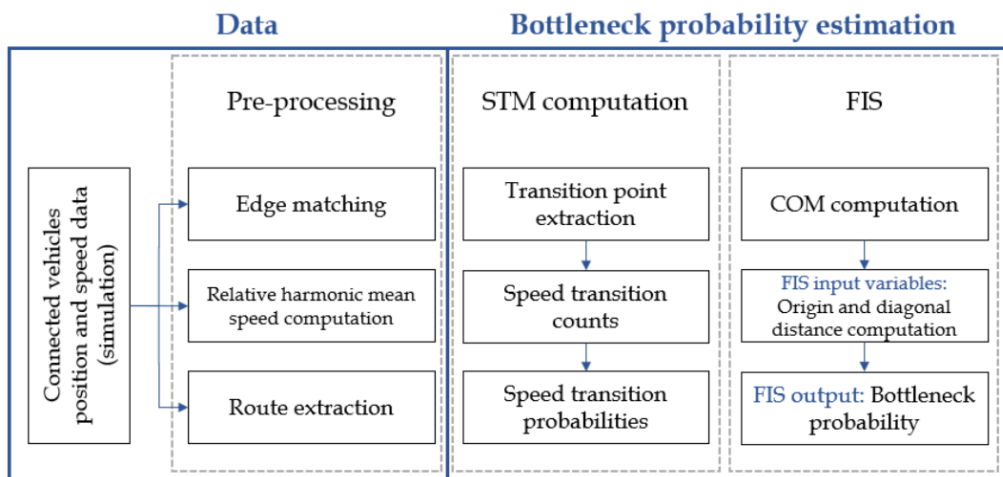 Data
Bottleneck probability estimation
Pre-processing
STM computation
FIS
Connected vehicles
position and speed data
(simulation)
Edge matching
Relative harmonic mean
speed computation
Route extraction
Transition point
extraction
Speed transition
counts
Speed transition
probabilities
COM computation
FIS input variables:
Origin and diagonal
distance computation
FIS output: Bottleneck
probability